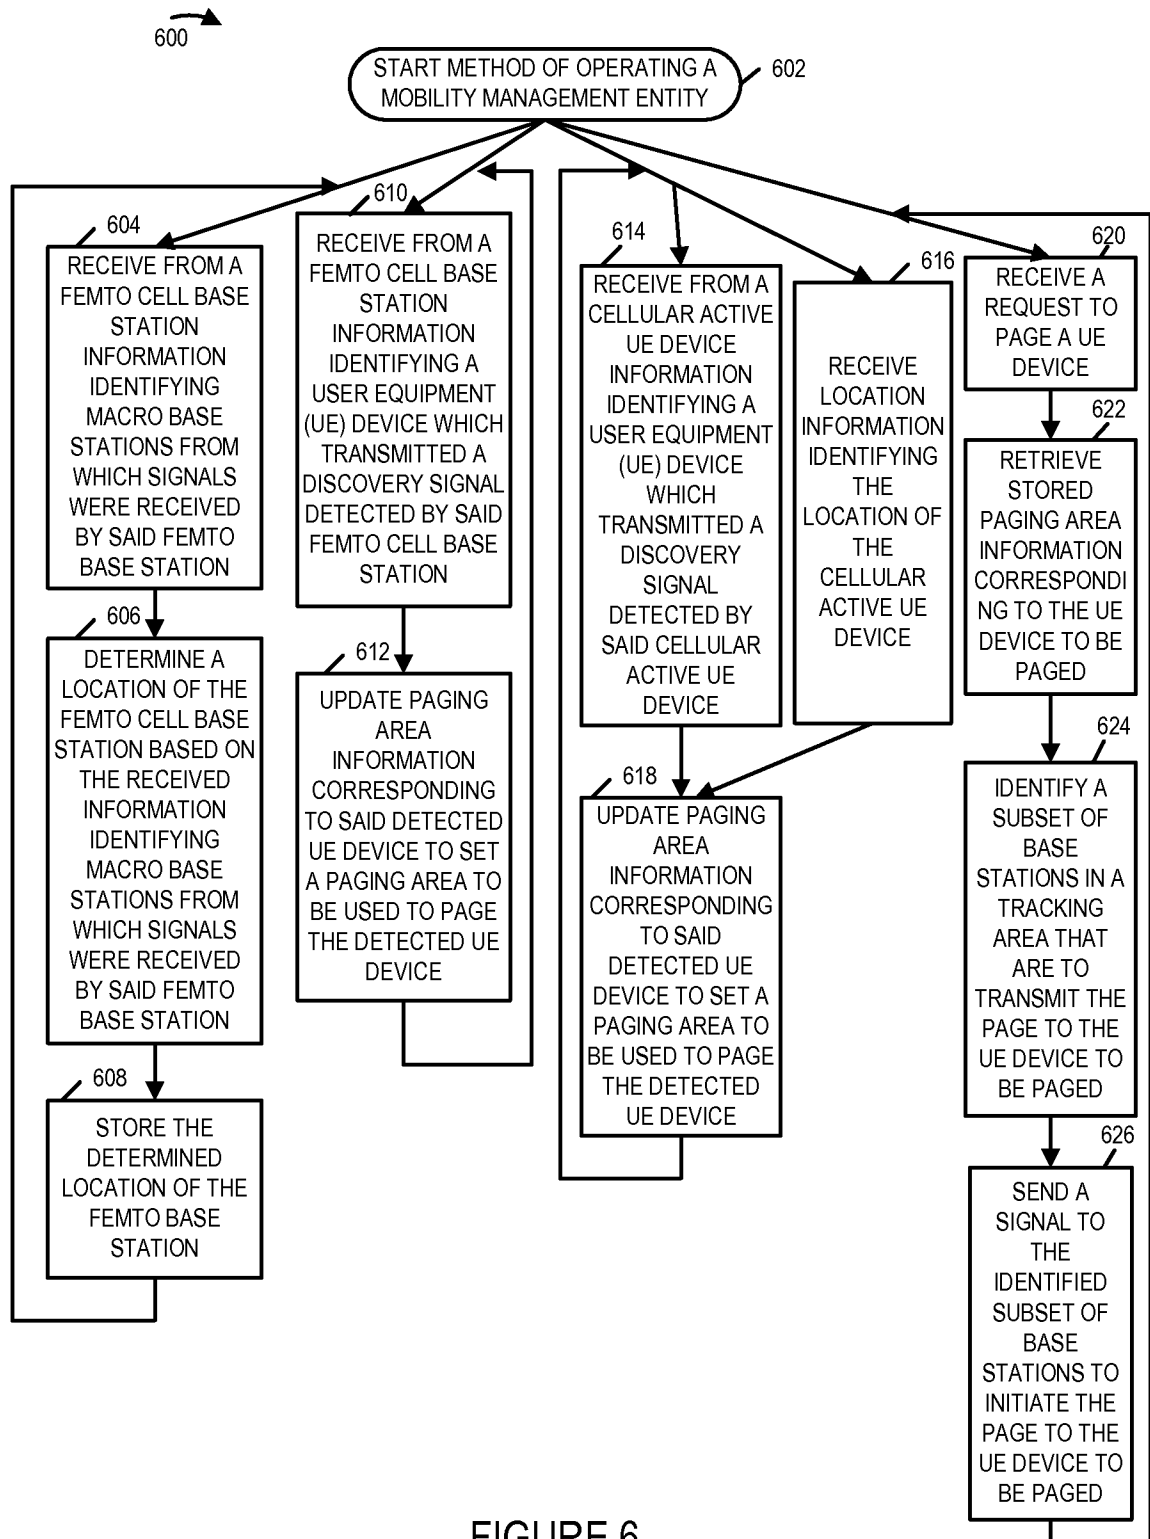 600
START METHOD OF OPERATING A
MOBILITY MANAGEMENT ENTITY
602
604
RECEIVE FROM A
FEMTO CELL BASE
STATION
INFORMATION
IDENTIFYING
MACRO BASE
STATIONS FROM
WHICH SIGNALS
WERE RECEIVED
BY SAID FEMTO
BASE STATION
606
DETERMINE A
LOCATION OF THE
FEMTO CELL BASE
STATION BASED ON
THE RECEIVED
INFORMATION
IDENTIFYING
MACRO BASE
STATIONS FROM
WHICH SIGNALS
WERE RECEIVED
BY SAID FEMTO
BASE STATION
608
STORE THE
DETERMINED
LOCATION OF THE
FEMTO BASE
STATION
610
RECEIVE FROM A
FEMTO CELL BASE
STATION
INFORMATION
IDENTIFYING A
USER EQUIPMENT
(UE) DEVICE WHICH
TRANSMITTED A
DISCOVERY SIGNAL
DETECTED BY SAID
FEMTO CELL BASE
STATION
612
UPDATE PAGING
AREA
INFORMATION
CORRESPONDING
TO SAID DETECTED
UE DEVICE TO SET
A PAGING AREA TO
BE USED TO PAGE
THE DETECTED UE
DEVICE
614
RECEIVE FROM A
CELLULAR ACTIVE
UE DEVICE
INFORMATION
IDENTIFYING A
USER EQUIPMENT
(UE) DEVICE
WHICH
TRANSMITTED A
DISCOVERY
SIGNAL
DETECTED BY
SAID CELLULAR
ACTIVE UE
DEVICE
616
RECEIVE
LOCATION
INFORMATION
IDENTIFYING
THE
LOCATION OF
THE
CELLULAR
ACTIVE UE
DEVICE
618
UPDATE PAGING
AREA
INFORMATION
CORRESPONDING
TO SAID
DETECTED UE
DEVICE TO SET A
PAGING AREA TO
BE USED TO PAGE
THE DETECTED
UE DEVICE
620
RECEIVE A
REQUEST TO
PAGE A UE
DEVICE
622
RETRIEVE
STORED
PAGING AREA
INFORMATION
CORRESPONDI
NG TO THE UE
DEVICE TO BE
PAGED
624
IDENTIFY A
SUBSET OF
BASE
STATIONS IN A
TRACKING
AREA THAT
ARE TO
TRANSMIT THE
PAGE TO THE
UE DEVICE TO
BE PAGED
626
SEND A
SIGNAL TO
THE
IDENTIFIED
SUBSET OF
BASE
STATIONS TO
INITIATE THE
PAGE TO THE
UE DEVICE TO
BE PAGED
FIGURE 6